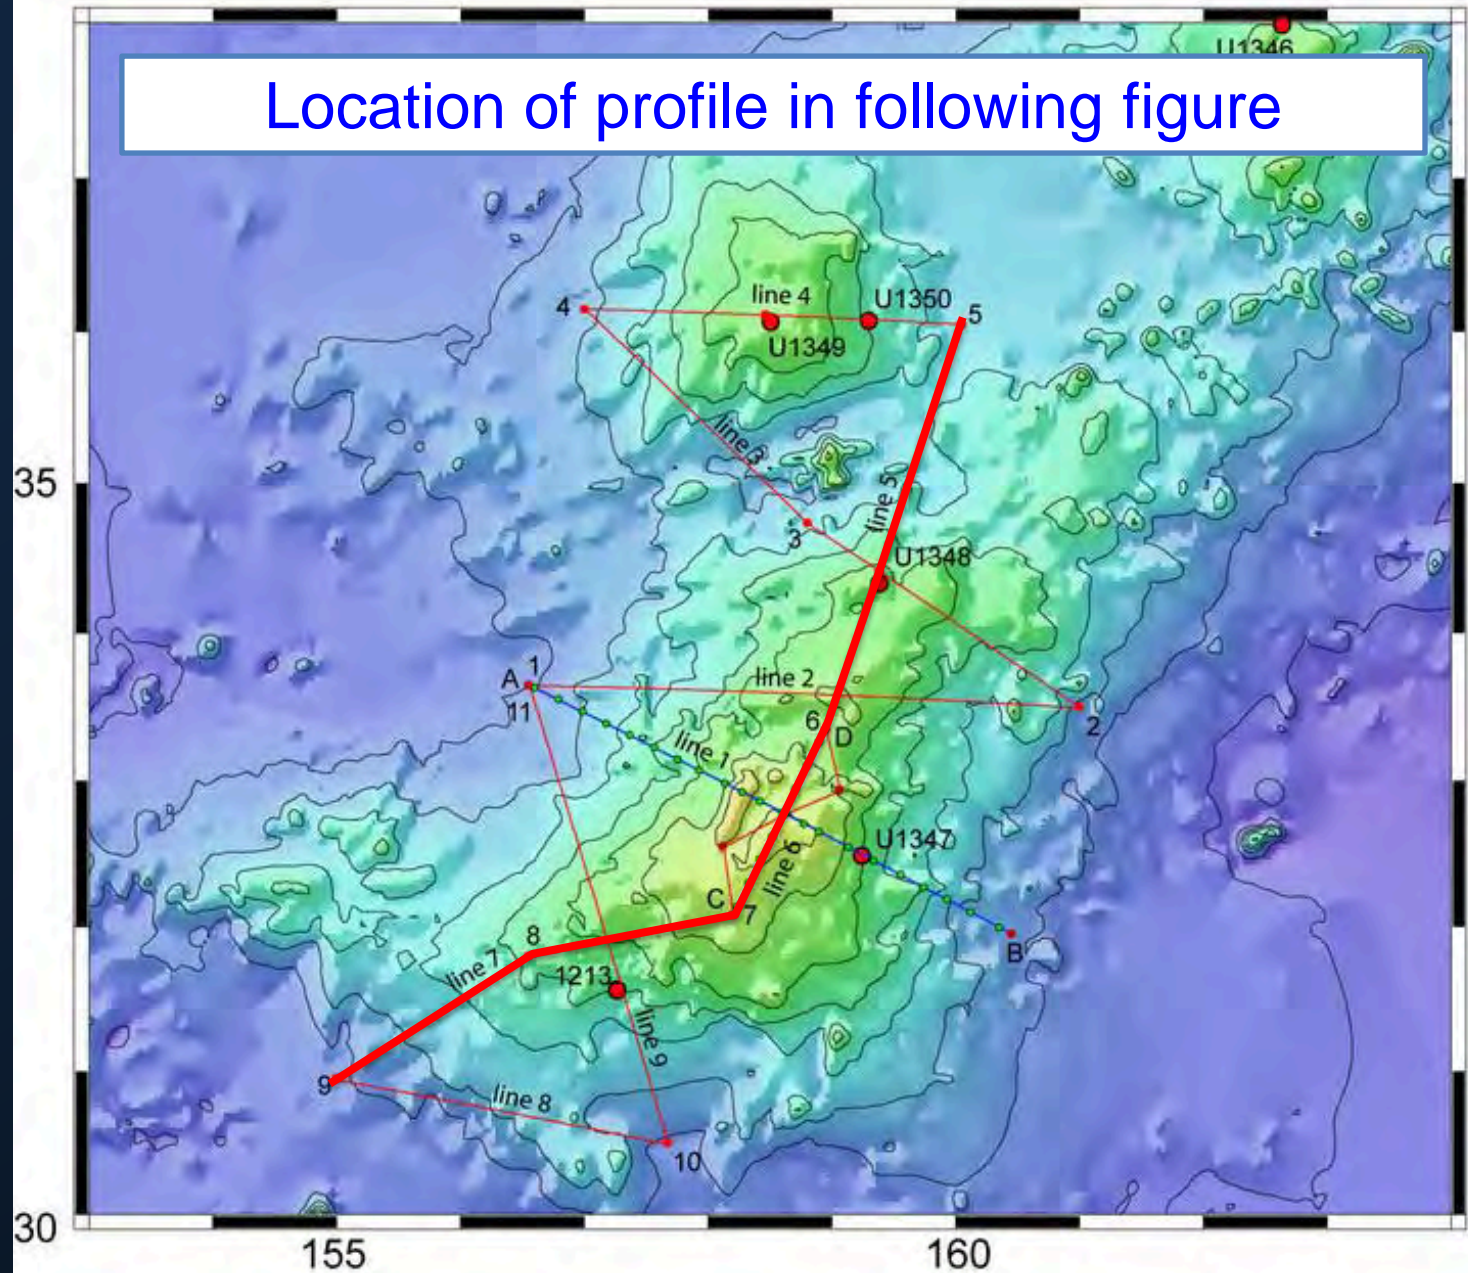 U1346
Location of profile in following figure
4
line 4
U1350
5
U1349
line 3
35
line 5
3
U1348
A
1
line 2
11
2
6
D
line 1
U1347
line 6
C
7
8
B
line 7
1213
line 9
9
line 8
10
30
155
160